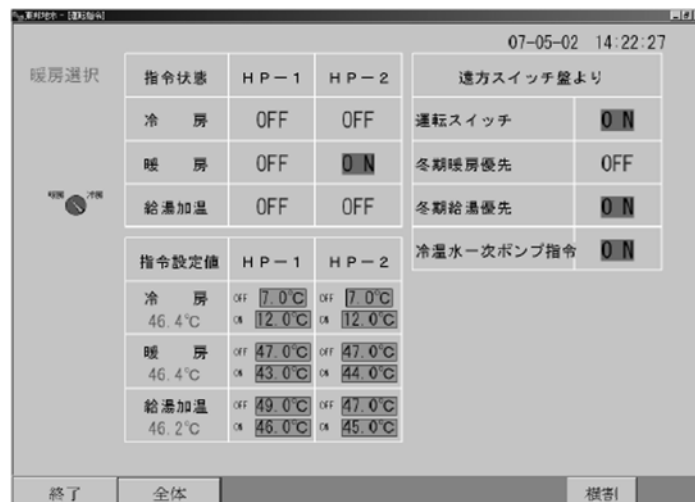 07-05-02 14:22:27
暖房選択
指令状態 HP-1 HP-2
冷 房 OFF OFF
暖 房 OFF ON
給湯加温 OFF OFF
遠方スイッチ盤より
運転スイッチ ON
冬期暖房優先 OFF
冬期給湯優先 ON
冷温水一次ポンプ指令 ON
暖房 冷房
指令設定値 HP-1 HP-2
冷 房 OFF 7.0℃ OFF 7.0℃
46.4℃ ON 12.0℃ ON 12.0℃
暖 房 OFF 47.0℃ OFF 47.0℃
46.4℃ ON 43.0℃ ON 44.0℃
給湯加温 OFF 49.0℃ OFF 47.0℃
46.2℃ ON 46.0℃ ON 45.0℃
終了 全体 横割